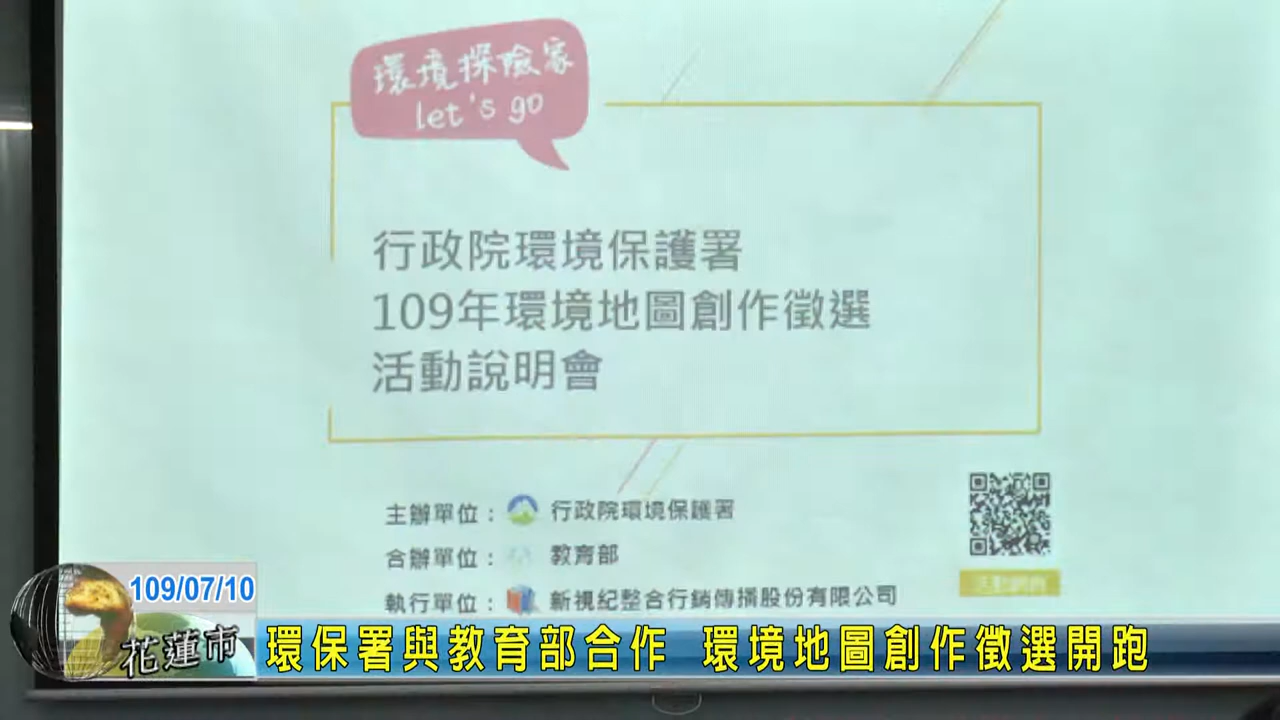 環境探險家
let's go
行政院環境保護署
109年環境地圖創作徵選
活動說明會
主辦單位：行政院環境保護署
合辦單位：教育部
執行單位：新視紀整合行銷傳播股份有限公司
活動網頁
109/07/10
花蓮市
環保署與教育部合作 環境地圖創作徵選開跑